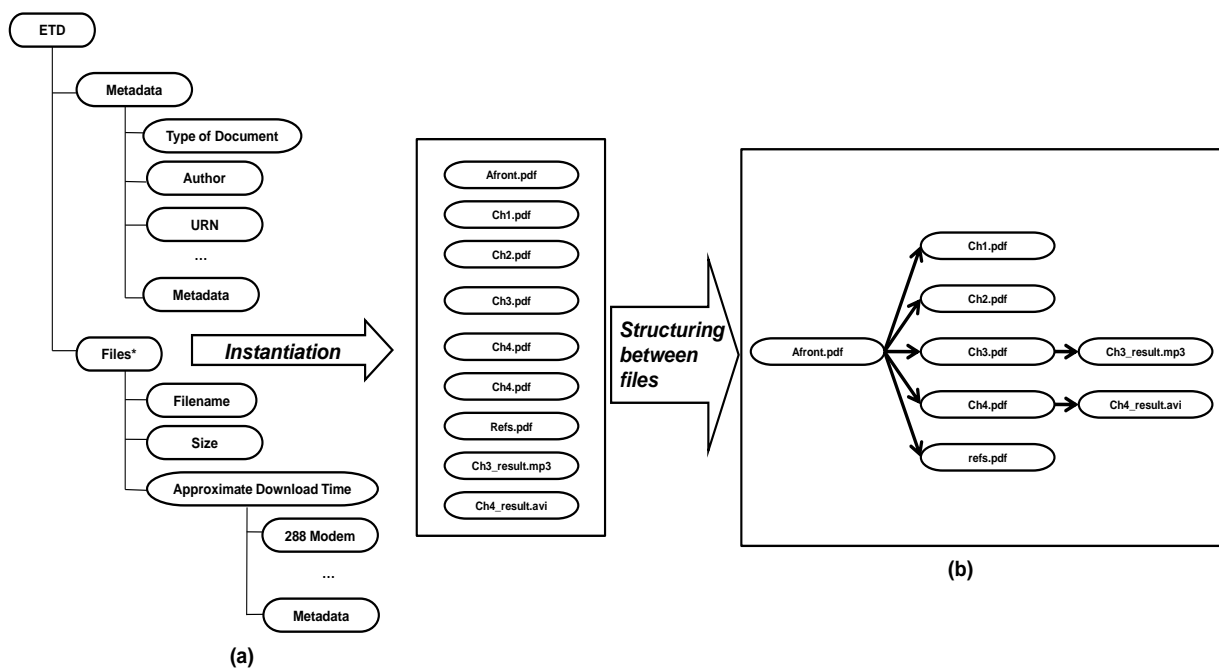 ETD
Metadata
Type of Document
Author
URN
...
Metadata
Files*
Filename
Size
Approximate Download Time
288 Modem
...
Metadata
(a)
Instantiation
Afront.pdf
Ch1.pdf
Ch2.pdf
Ch3.pdf
Ch4.pdf
Ch4.pdf
Refs.pdf
Ch3_result.mp3
Ch4_result.avi
Structuring
between
files
Afront.pdf
Ch1.pdf
Ch2.pdf
Ch3.pdf
Ch3_result.mp3
Ch4.pdf
Ch4_result.avi
refs.pdf
(b)